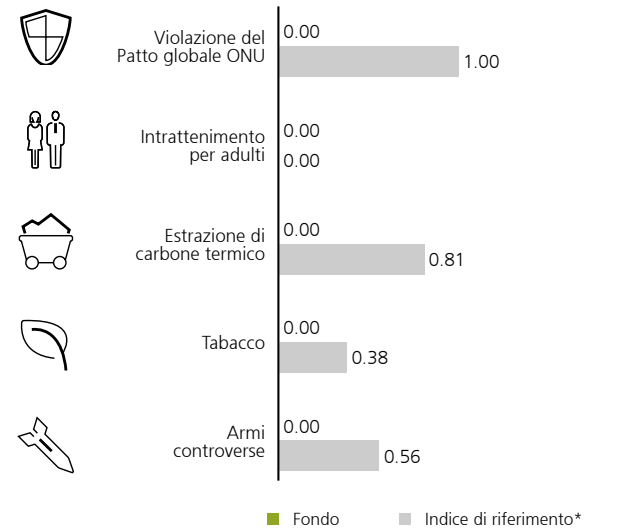 Violazione del
Patto globale ONU
0.00
1.00
Intrattenimento
per adulti
0.00
0.00
Estrazione di
carbone termico
0.00
0.81
Tabacco
0.00
0.38
Armi
controverse
0.00
0.56
Fondo
Indice di riferimento*